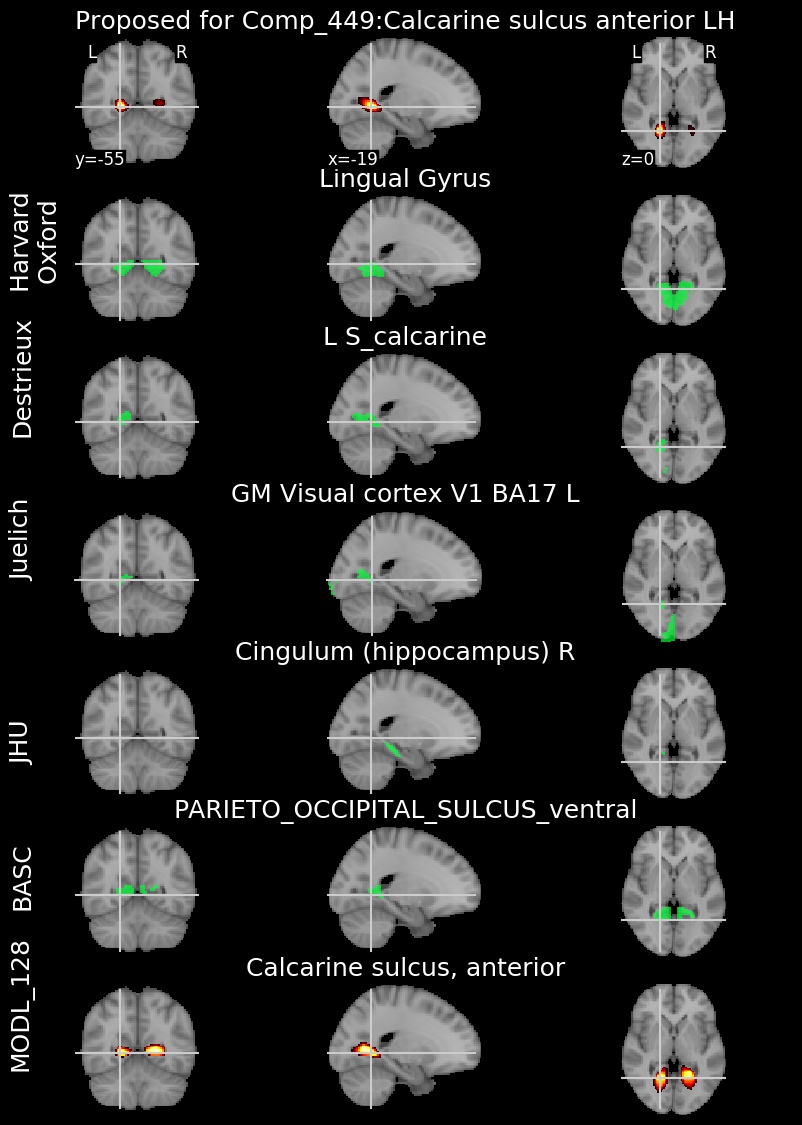 Proposed for Comp_449:Calcarine sulcus anterior LH
L R
L R
y=-55
x=-19
z=0
Lingual Gyrus
Harvard
Oxford
L S_calcarine
Destrieux
GM Visual cortex V1 BA17 L
Juelich
Cingulum (hippocampus) R
JHU
PARIETO_OCCIPITAL_SULCUS_ventral
BASC
Calcarine sulcus, anterior
MODL_128